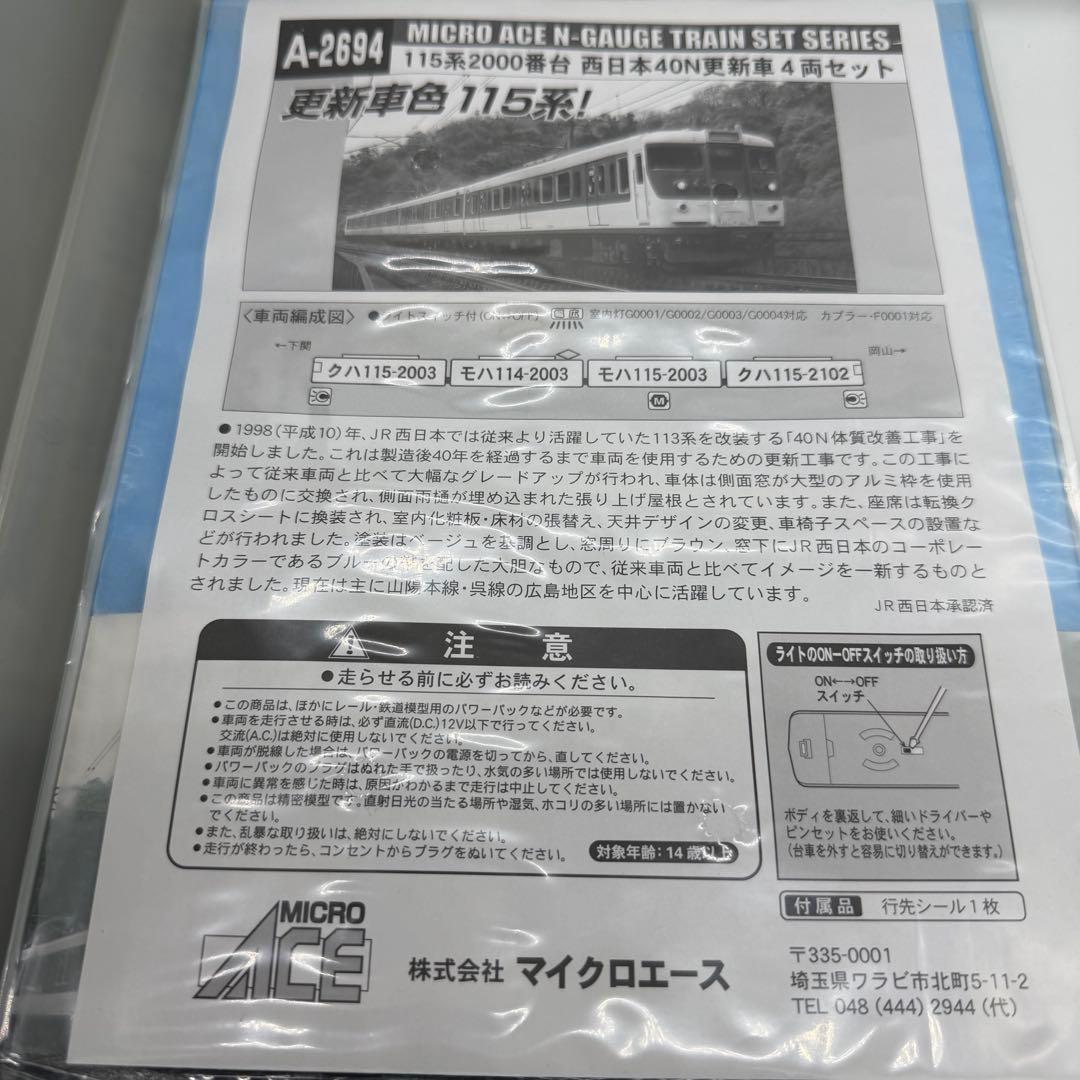 A-2694
MICRO ACE N-GAUGE TRAIN SET SERIES
115系2000番台 西日本40N更新車4両セット
更新車色 115系!
〈車両編成図〉 ●ライトスイッチ付(ON↔OFF) 室内灯G0001/G0002/G0003/G0004対応 カプラー・F0001対応
←下関
岡山→
クハ115-2003 モハ114-2003 モハ115-2003 クハ115-2102
M
●1998(平成10)年、JR西日本では従来より活躍していた113系を改装する「40N体質改善工事」を
開始しました。これは製造後40年を経過するまで車両を使用するための更新工事です。この工事に
よって従来車両と比べて大幅なグレードアップが行われ、車体は側面窓が大型のアルミ枠を使用
したものに交換され、側面雨樋が埋め込まれた張り上げ屋根とされています。また、座席は転換ク
ロスシートに換装され、室内化粧板・床材の張替え、天井デザインの変更、車椅子スペースの設置な
どが行われました。塗装はベージュを基調とし、窓周りにブラウン、窓下にJR西日本のコーポレー
トカラーであるブルーの帯を配した大胆なもので、従来車両と比べてイメージを一新するものと
されました。現在は主に山陽本線・呉線の広島地区を中心に活躍しています。
JR西日本承認済
注 意
●走らせる前に必ずお読みください。
●この商品は、ほかにレール・鉄道模型用のパワーパックなどが必要です。
●車両を走行させる時は、必ず直流(D.C.)12V以下で行ってください。
交流(A.C.)は絶対に使用しないでください。
●車両が脱線した場合は、パワーパックの電源を切ってから、直してください。
●パワーパックのプラグはぬれた手で扱ったり、水気の多い場所では使用しないでください。
●車両に異常を感じた時は、原因がわかるまで走行は中止してください。
●この商品は精密模型です。直射日光の当たる場所や湿気、ホコリの多い場所には置かない
でください。
●また、乱暴な取り扱いは、絶対にしないでください。
●走行が終わったら、コンセントからプラグをぬいてください。
対象年齢:14歳以上
ライトのON-OFFスイッチの取り扱い方
ON←→OFF
スイッチ
ボディを裏返して、細いドライバーや
ピンセットをお使いください。
(台車を外すと容易に切り替えができます。)
付属品 行先シール1枚
MICRO
ACE
株式会社 マイクロエース
〒335-0001
埼玉県ワラビ市北町5-11-2
TEL 048 (444) 2944 (代)